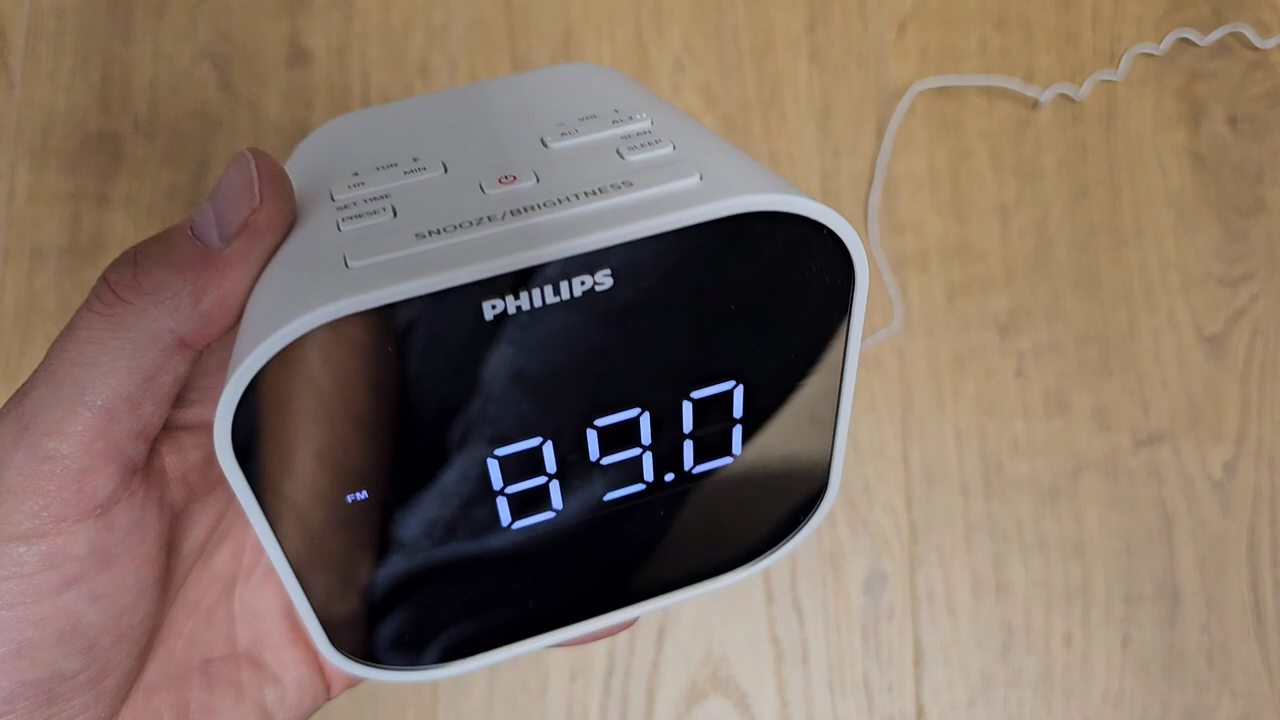 - VOL +
AL1 AL2
SCAN
SLEEP
TUN
HR MIN
SET TIME
PRESET
SNOOZE/BRIGHTNESS
PHILIPS
89.0
FM